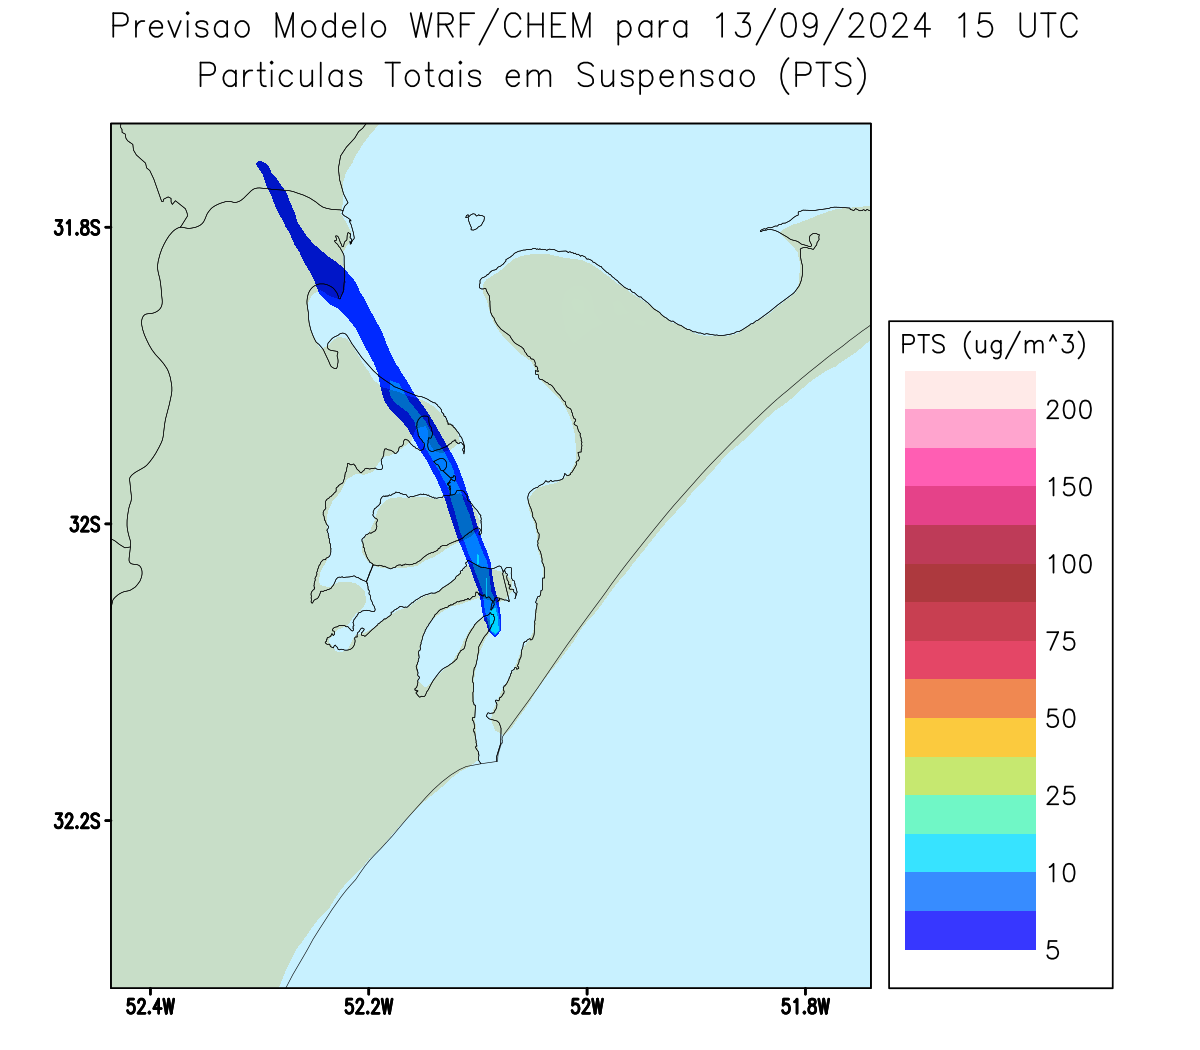 Previsao Modelo WRF/CHEM para 13/09/2024 15 UTC
Particulas Totais em Suspensao (PTS)
31.8S
32S
32.2S
52.4W
52.2W
52W
51.8W
PTS (ug/m^3)
200
150
100
75
50
25
10
5